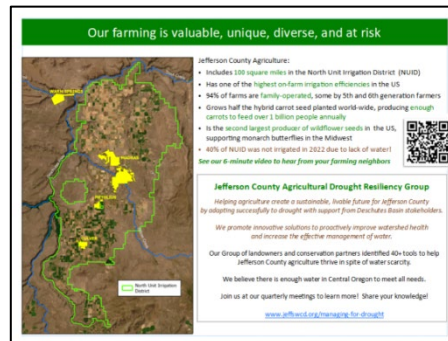 Our farming is valuable, unique, diverse, and at risk
Jefferson County Agriculture:
• Includes 100 square miles in the North Unit Irrigation District (NUID)
• Has one of the highest on-farm irrigation efficiencies in the US
• 94% of farms are family-operated, some by 5th and 6th generation farmers
• Grows half the hybrid carrot seed planted world-wide, producing enough
carrots to feed over 1 billion people annually
• Is the second largest producer of wildflower seeds in the US,
supporting monarch butterflies in the Midwest
• 40% of NUID was not irrigated in 2022 due to lack of water!
See our 6-minute video to hear from your farming neighbors
Jefferson County Agricultural Drought Resiliency Group
Helping agriculture create a sustainable, livable future for Jefferson County
by adapting successfully to drought with support from Deschutes Basin stakeholders.
We promote innovative solutions to proactively improve watershed health
and increase the effective management of water.
Our Group of landowners and conservation partners identified 40+ tools to help
Jefferson County agriculture thrive in spite of water scarcity.
We believe there is enough water in Central Oregon to meet all needs.
Join us at our quarterly meetings to learn more! Share your knowledge!
www.jeffswcd.org/managing-for-drought
North Unit Irrigation
District